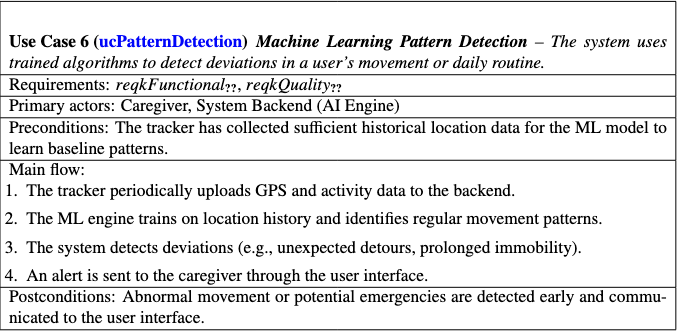 Use Case 6 (ucPatternDetection) Machine Learning Pattern Detection – The system uses
trained algorithms to detect deviations in a user's movement or daily routine.
Requirements: reqkFunctional??, reqkQuality??
Primary actors: Caregiver, System Backend (AI Engine)
Preconditions: The tracker has collected sufficient historical location data for the ML model to
learn baseline patterns.
Main flow:
1. The tracker periodically uploads GPS and activity data to the backend.
2. The ML engine trains on location history and identifies regular movement patterns.
3. The system detects deviations (e.g., unexpected detours, prolonged immobility).
4. An alert is sent to the caregiver through the user interface.
Postconditions: Abnormal movement or potential emergencies are detected early and commu-
nicated to the user interface.